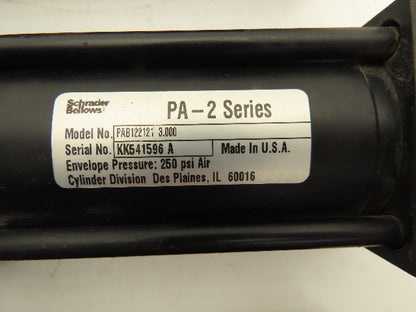 Schrader
Bellows
PA-2 Series
Model No. PAB122121 3.000
Serial No. KK541596 A Made In U.S.A.
Envelope Pressure: 250 psi Air
Cylinder Division Des Plaines, IL 60016